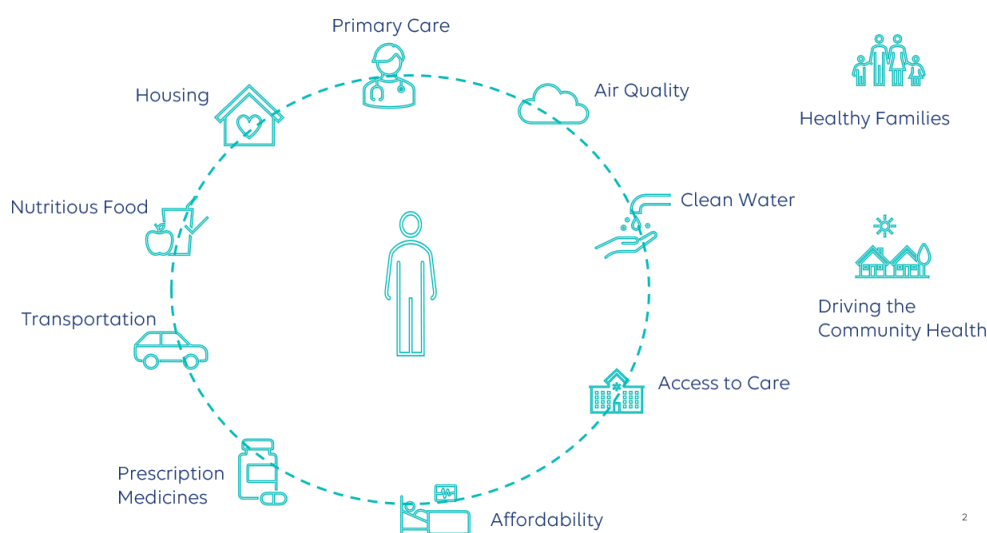 Primary Care
Housing
Air Quality
Healthy Families
Nutritious Food
Clean Water
Transportation
Driving the
Community Health
Access to Care
Prescription
Medicines
Affordability
2